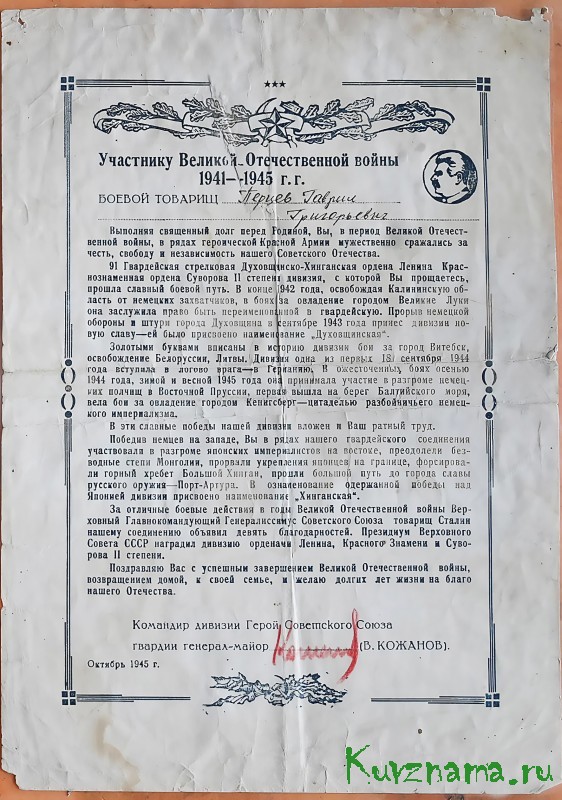 Участнику Великой Отечественной войны
1941—1945 г.г.
БОЕВОЙ ТОВАРИЩ Перцев Гаврил
Григорьевич
Выполняя священный долг перед Родиной, Вы, в период Великой Отечест-
венной войны, в рядах героической Красной Армии мужественно сражались за
честь, свободу и независимость нашего Советского Отечества.
91 Гвардейская стрелковая Духовщинско-Хинганская ордена Ленина Крас-
нознаменная ордена Суворова II степени дивизия, с которой Вы прощаетесь,
прошла славный боевой путь. В конце 1942 года, освобождая Калининскую об-
ласть от немецких захватчиков, в боях за овладение городом Великие Луки
она заслужила право быть переименованной в гвардейскую. Прорыв немецкой
обороны и штурм города Духовщина в сентябре 1943 года принес дивизии
новую славу—ей было присвоено наименование „Духовщинская".
Золотыми буквами вписаны в историю дивизии бои за город Витебск,
освобождение Белоруссии, Литвы. Дивизия одна из первых 18 сентября 1944
года вступила в логово врага—в Германию. В ожесточенных боях осенью
1944 года, зимой и весной 1945 года она принимала участие в разгроме немец-
ких полчищ в Восточной Пруссии, первая вышла на берег Балтийского моря,
вела бои за овладение городом Кенигсберг—цитаделью разбойничьего немец-
кого империализма.
В эти славные победы нашей дивизии вложен и Ваш ратный труд.
Победив немцев на западе, Вы в рядах нашего гвардейского соединения
участвовали в разгроме японских империалистов на востоке, преодолели без-
водные степи Монголии, прорвали укрепления японцев на границе, форсирова-
ли горный хребет Большой Хинган, прошли большой путь до города славы
русского оружия—Порт-Артура. В ознаменование одержанной победы над
Японией дивизии присвоено наименование „Хинганская".
За отличные боевые действия в годы Великой Отечественной войны Вер-
ховный Главнокомандующий Генералиссимус Советского Союза товарищ Сталин
нашему соединению объявил девять благодарностей. Президиум Верховного
Совета СССР наградил дивизию орденами Ленина, Красного Знамени и Суво-
рова II степени.
Поздравляю Вас с успешным завершением Великой Отечественной войны,
возвращением домой, к своей семье, и желаю долгих лет жизни на благо
нашего Отечества.
Командир дивизии Герой Советского Союза
гвардии генерал-майор (В. КОЖАНОВ).
Октябрь 1945 г.
Kurznama.ru